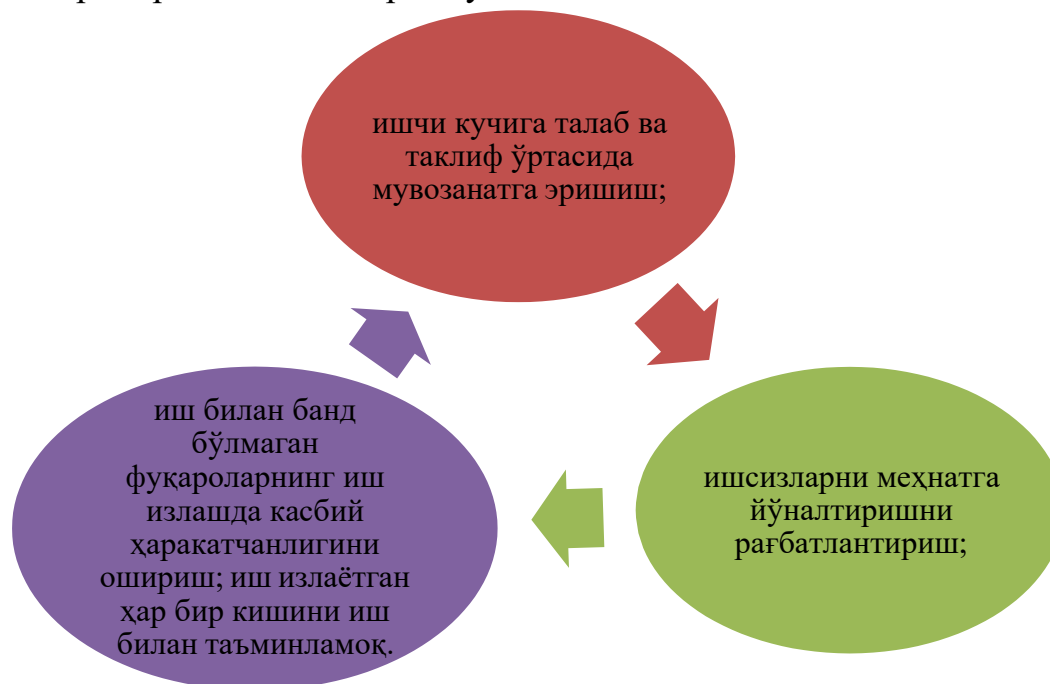 ишчи кучига талаб ва
таклиф ўртасида
мувозанатга эришиш;
ишсизларни меҳнатга
йўналтиришни
рағбатлантириш;
иш билан банд
бўлмаган
фуқароларнинг иш
излашда касбий
ҳаракатчанлигини
ошириш; иш излаётган
ҳар бир кишини иш
билан таъминламоқ.